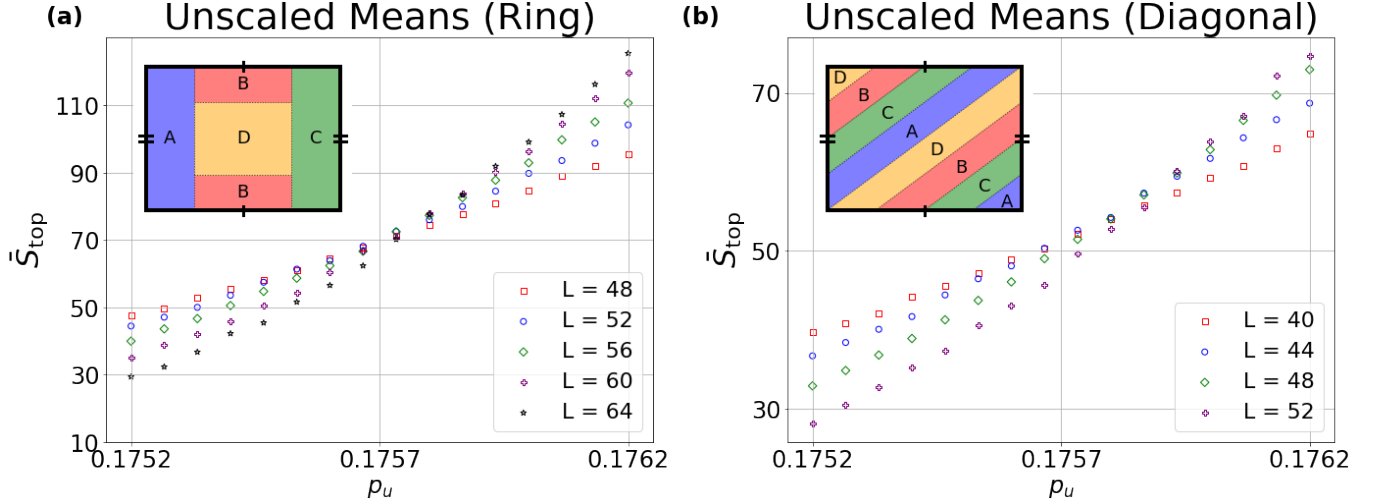 (a) Unscaled Means (Ring)
110
90
70
50
30
10
S̄top
B
A
D
C
B
L = 48
L = 52
L = 56
L = 60
L = 64
0.1752
0.1757
0.1762
pu
(b) Unscaled Means (Diagonal)
70
50
30
S̄top
D
B
C
A
D
B
C
A
L = 40
L = 44
L = 48
L = 52
0.1752
0.1757
0.1762
pu